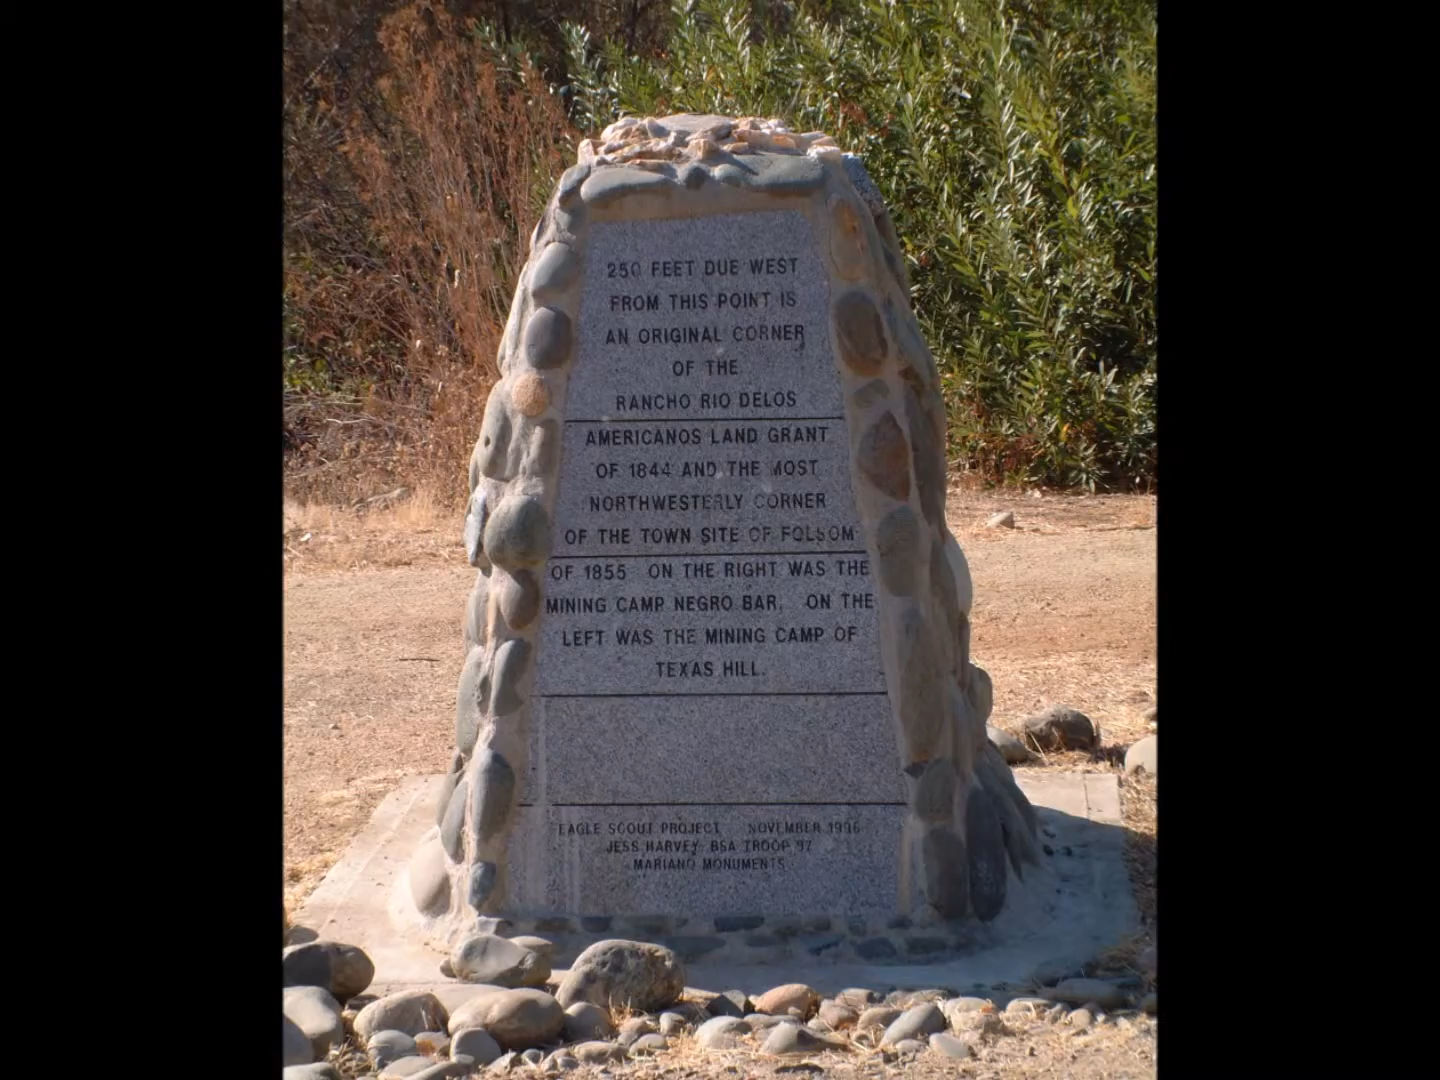 250 FEET DUE WEST
FROM THIS POINT IS
AN ORIGINAL CORNER
OF THE
RANCHO RIO DELOS
AMERICANOS LAND GRANT
OF 1844 AND THE MOST
NORTHWESTERLY CORNER
OF THE TOWN SITE OF FOLSOM
OF 1855 ON THE RIGHT WAS THE
MINING CAMP NEGRO BAR. ON THE
LEFT WAS THE MINING CAMP OF
TEXAS HILL.
EAGLE SCOUT PROJECT NOVEMBER 1996
JESS HARVEY BSA TROOP 97
MARIANO MONUMENTS